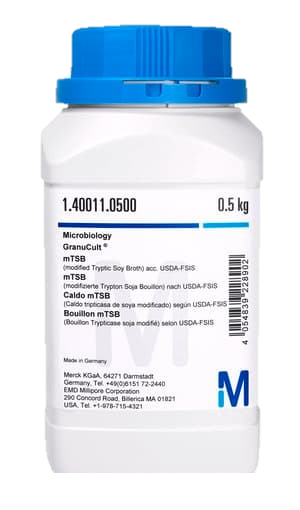 1.40011.0500 0.5 kg
Microbiology
GranuCult ®
mTSB
(modified Tryptic Soy Broth) acc. USDA-FSIS
mTSB
(modifizierte Trypton Soja Bouillon) nach USDA-FSIS
Caldo mTSB
(Caldo tripticasa de soya modificado) según USDA-FSIS
Bouillon mTSB
(Bouillon Trypticase soja modifié) selon USDA-FSIS
4 054839 228902
Made in Germany
Merck KGaA, 64271 Darmstadt
Germany, Tel. +49(0)6151 72-2440
EMD Millipore Corporation
290 Concord Road, Billerica MA 01821
USA, Tel. +1-978-715-4321
M
M